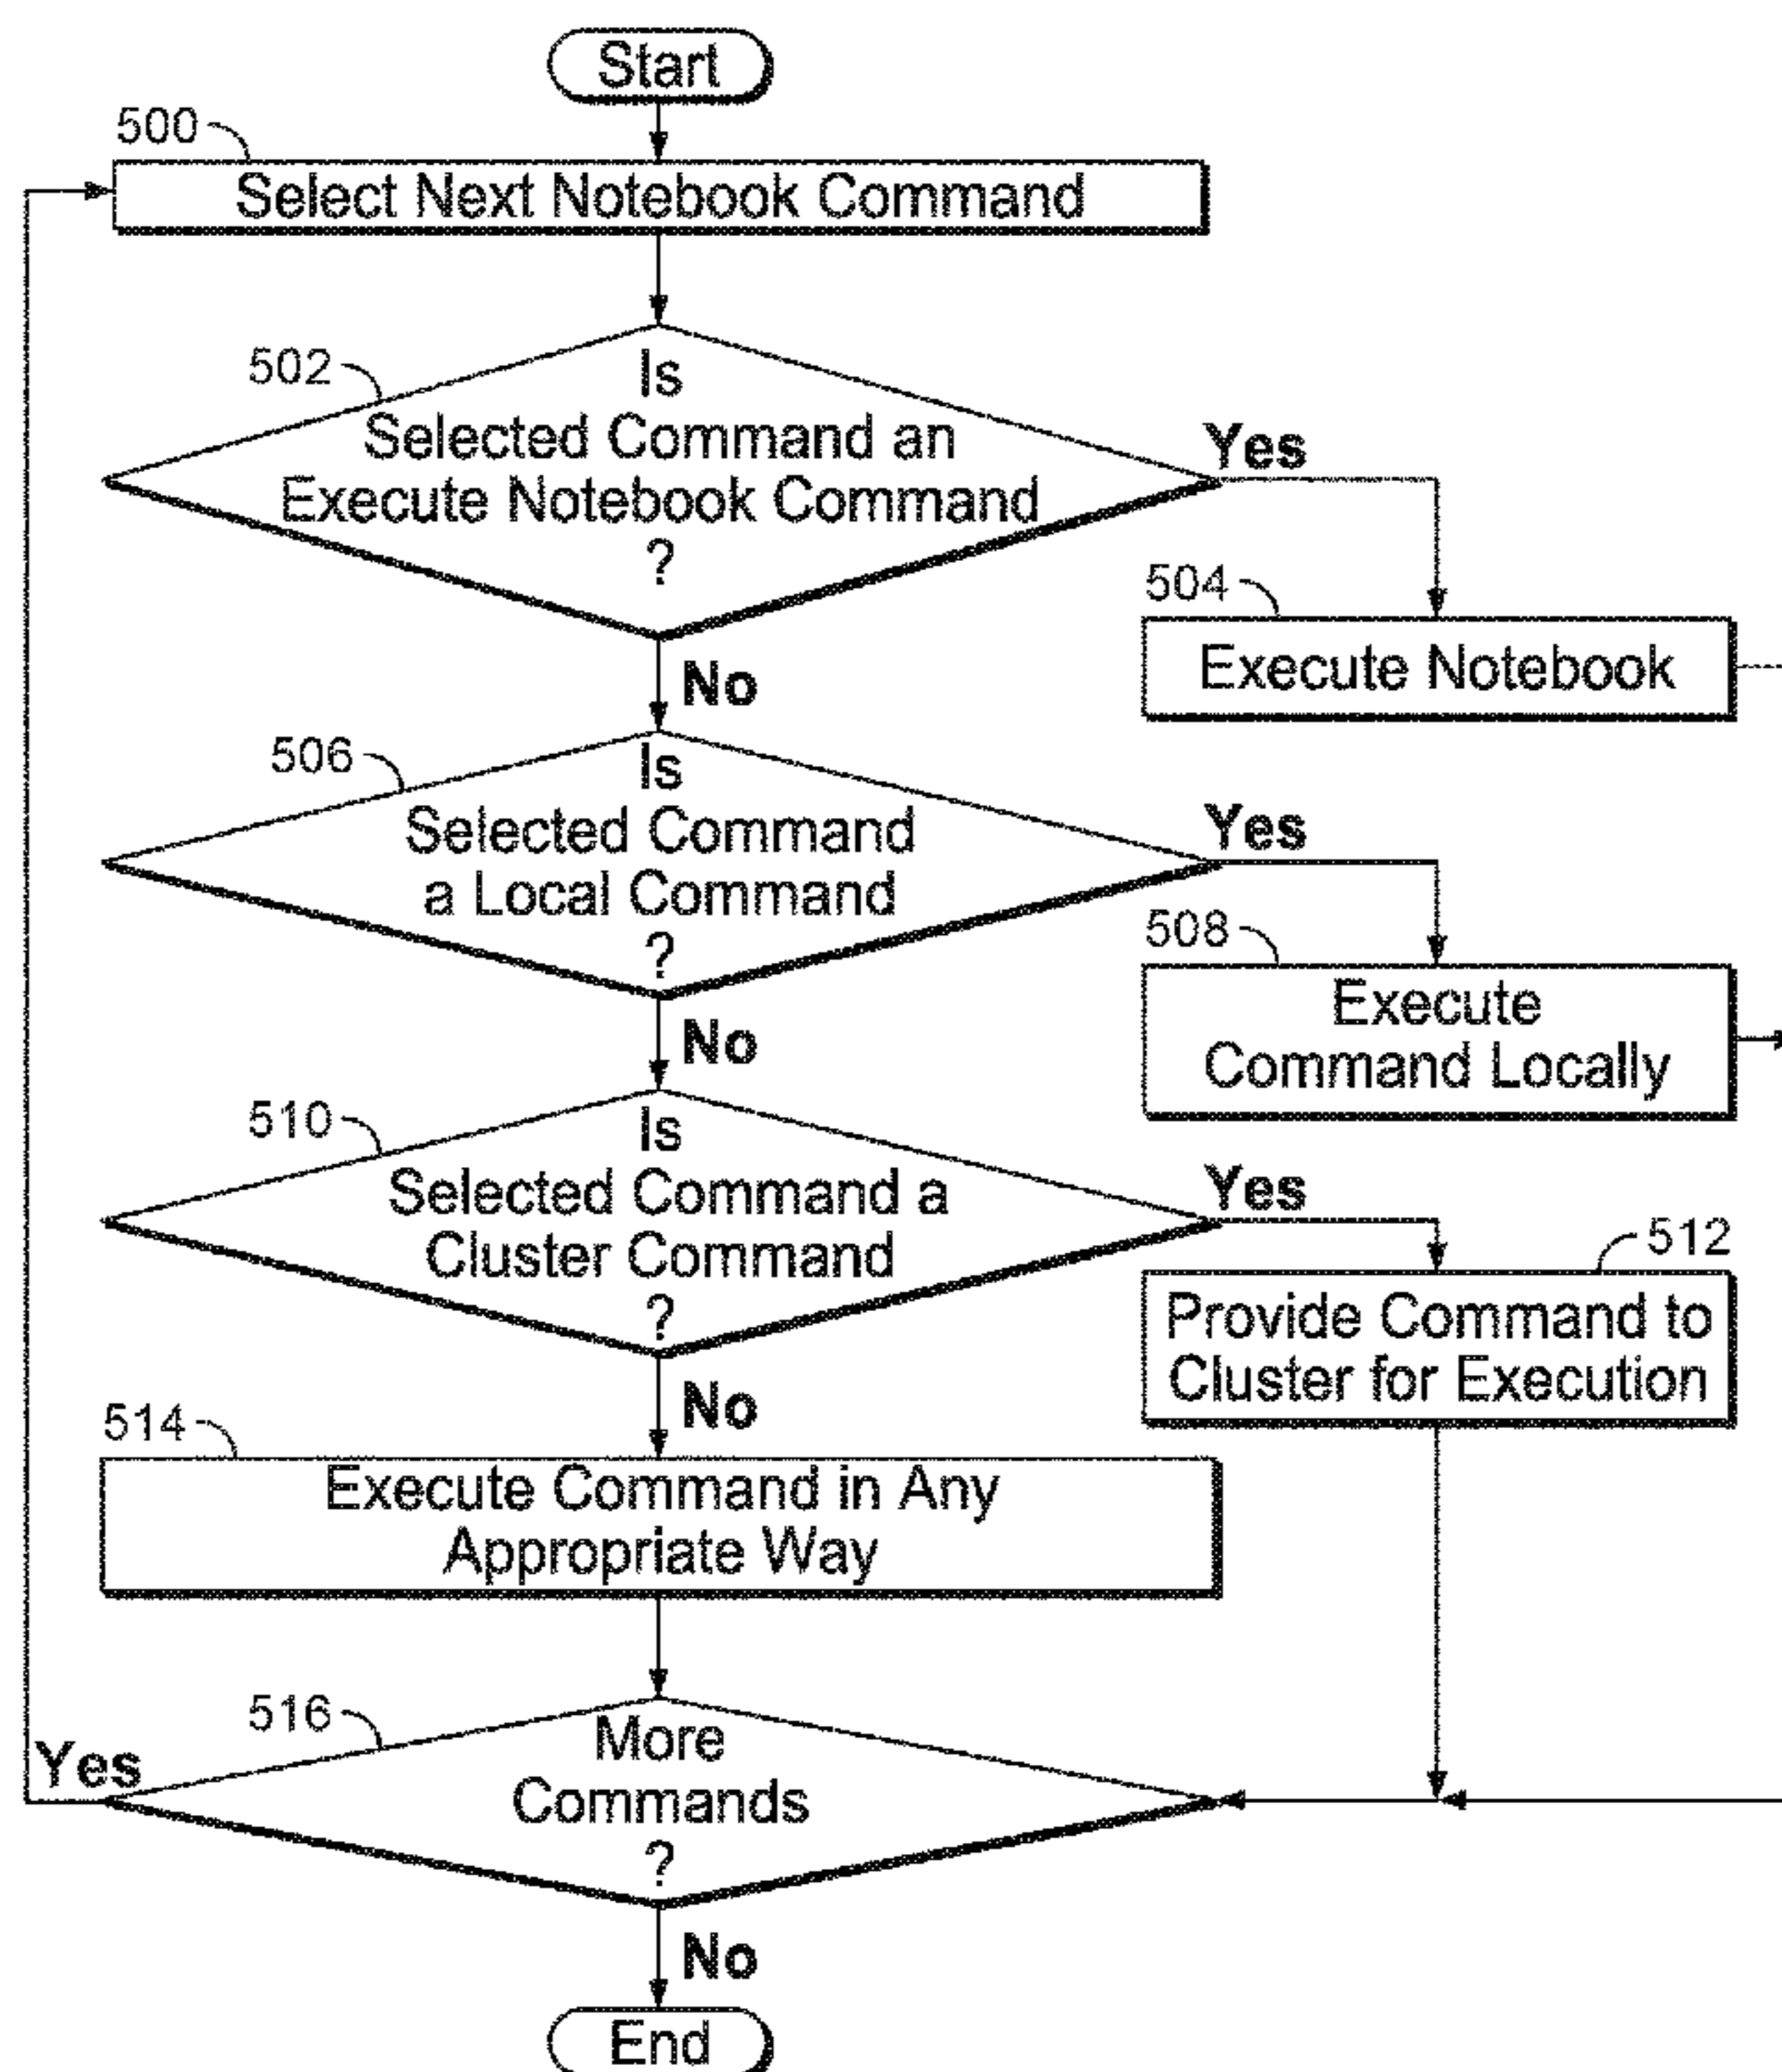 Start
500
Select Next Notebook Command
502
Is
Selected Command an
Execute Notebook Command
?
Yes
504
Execute Notebook
No
506
Is
Selected Command
a Local Command
?
Yes
508
Execute
Command Locally
No
510
Is
Selected Command a
Cluster Command
?
Yes
512
Provide Command to
Cluster for Execution
No
514
Execute Command in Any
Appropriate Way
516
More
Commands
?
Yes
No
End